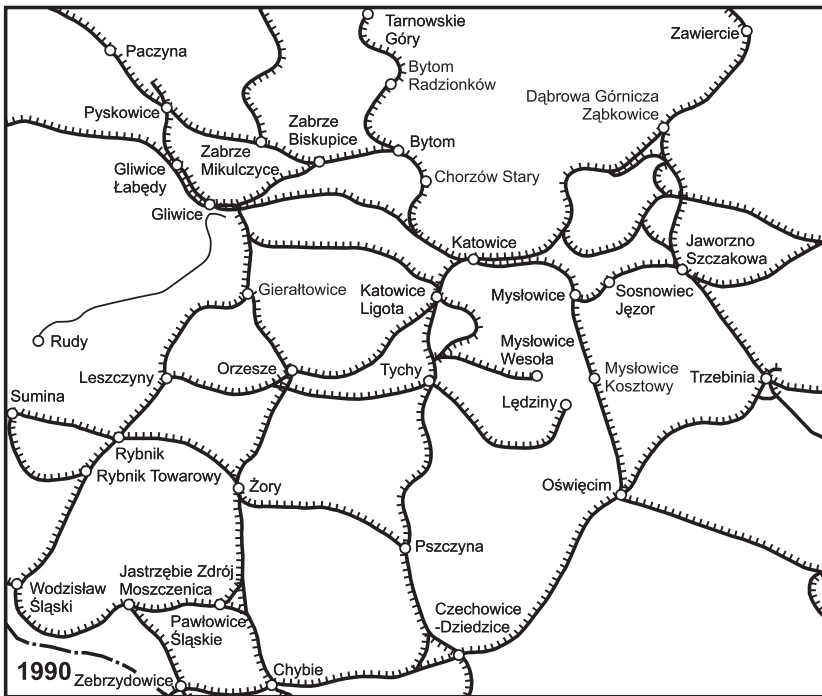 Tarnowskie
Góry
Zawiercie
Paczyna
Bytom
Radzionków
Dąbrowa Górnicza
Ząbkowice
Pyskowice
Zabrze
Biskupice
Bytom
Zabrze
Mikulczyce
Gliwice
Łabędy
Chorzów Stary
Gliwice
Katowice
Jaworzno
Szczakowa
Gierałtowice
Katowice
Ligota
Mysłowice
Sosnowiec
Jęzor
Rudy
Mysłowice
Wesoła
Leszczyny
Orzesze
Tychy
Mysłowice
Kosztowy
Trzebinia
Sumina
Lędziny
Rybnik
Rybnik Towarowy
Żory
Oświęcim
Pszczyna
Wodzisław
Śląski
Jastrzębie Zdrój
Moszczenica
Pawłowice
Śląskie
Czechowice
-Dziedzice
1990
Zebrzydowice
Chybie